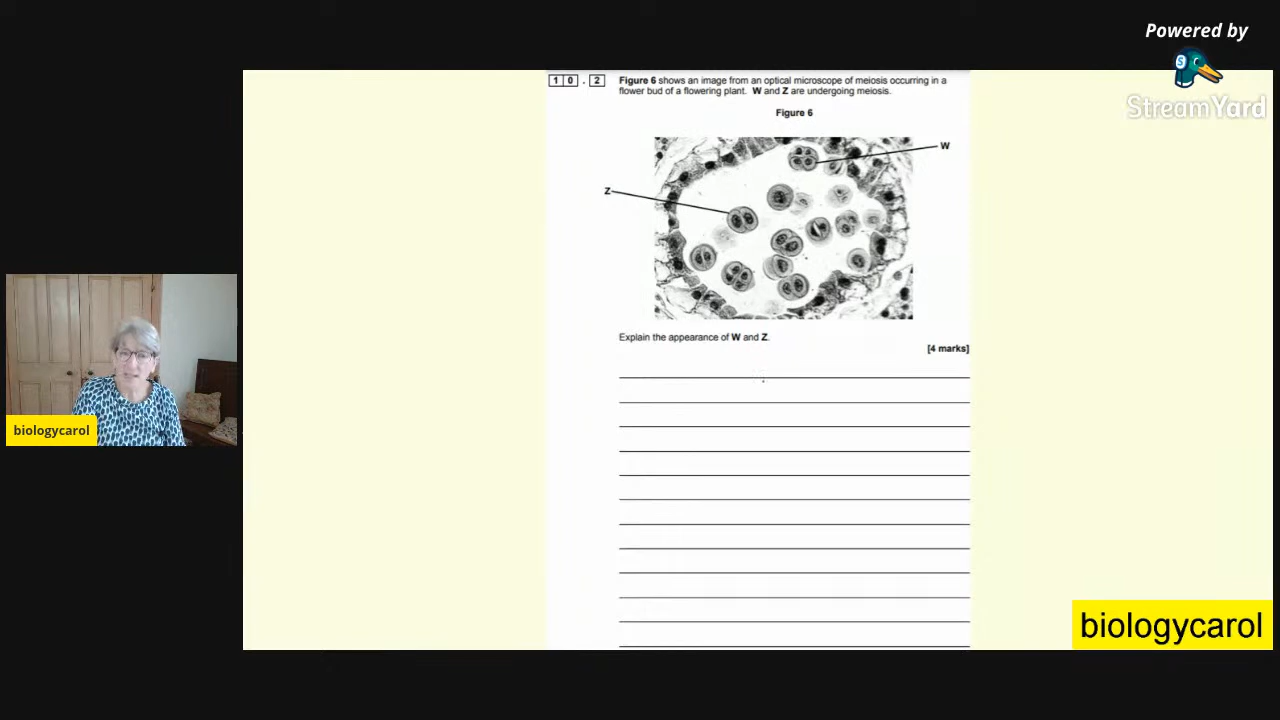 Powered by
StreamYard
1 0 . 2
Figure 6 shows an image from an optical microscope of meiosis occurring in a
flower bud of a flowering plant. W and Z are undergoing meiosis.
Figure 6
W
Z
Explain the appearance of W and Z.
[4 marks]
biologycarol
biologycarol